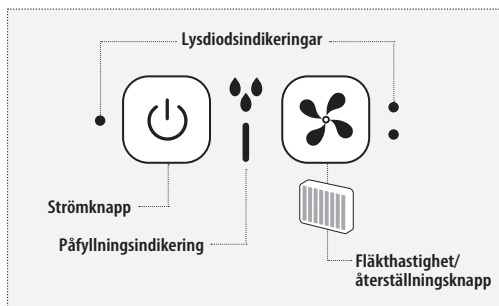 Lysdiodsindikeringar
Strömknapp
Påfyllningsindikering
Fläkthastighet/
återställningsknapp